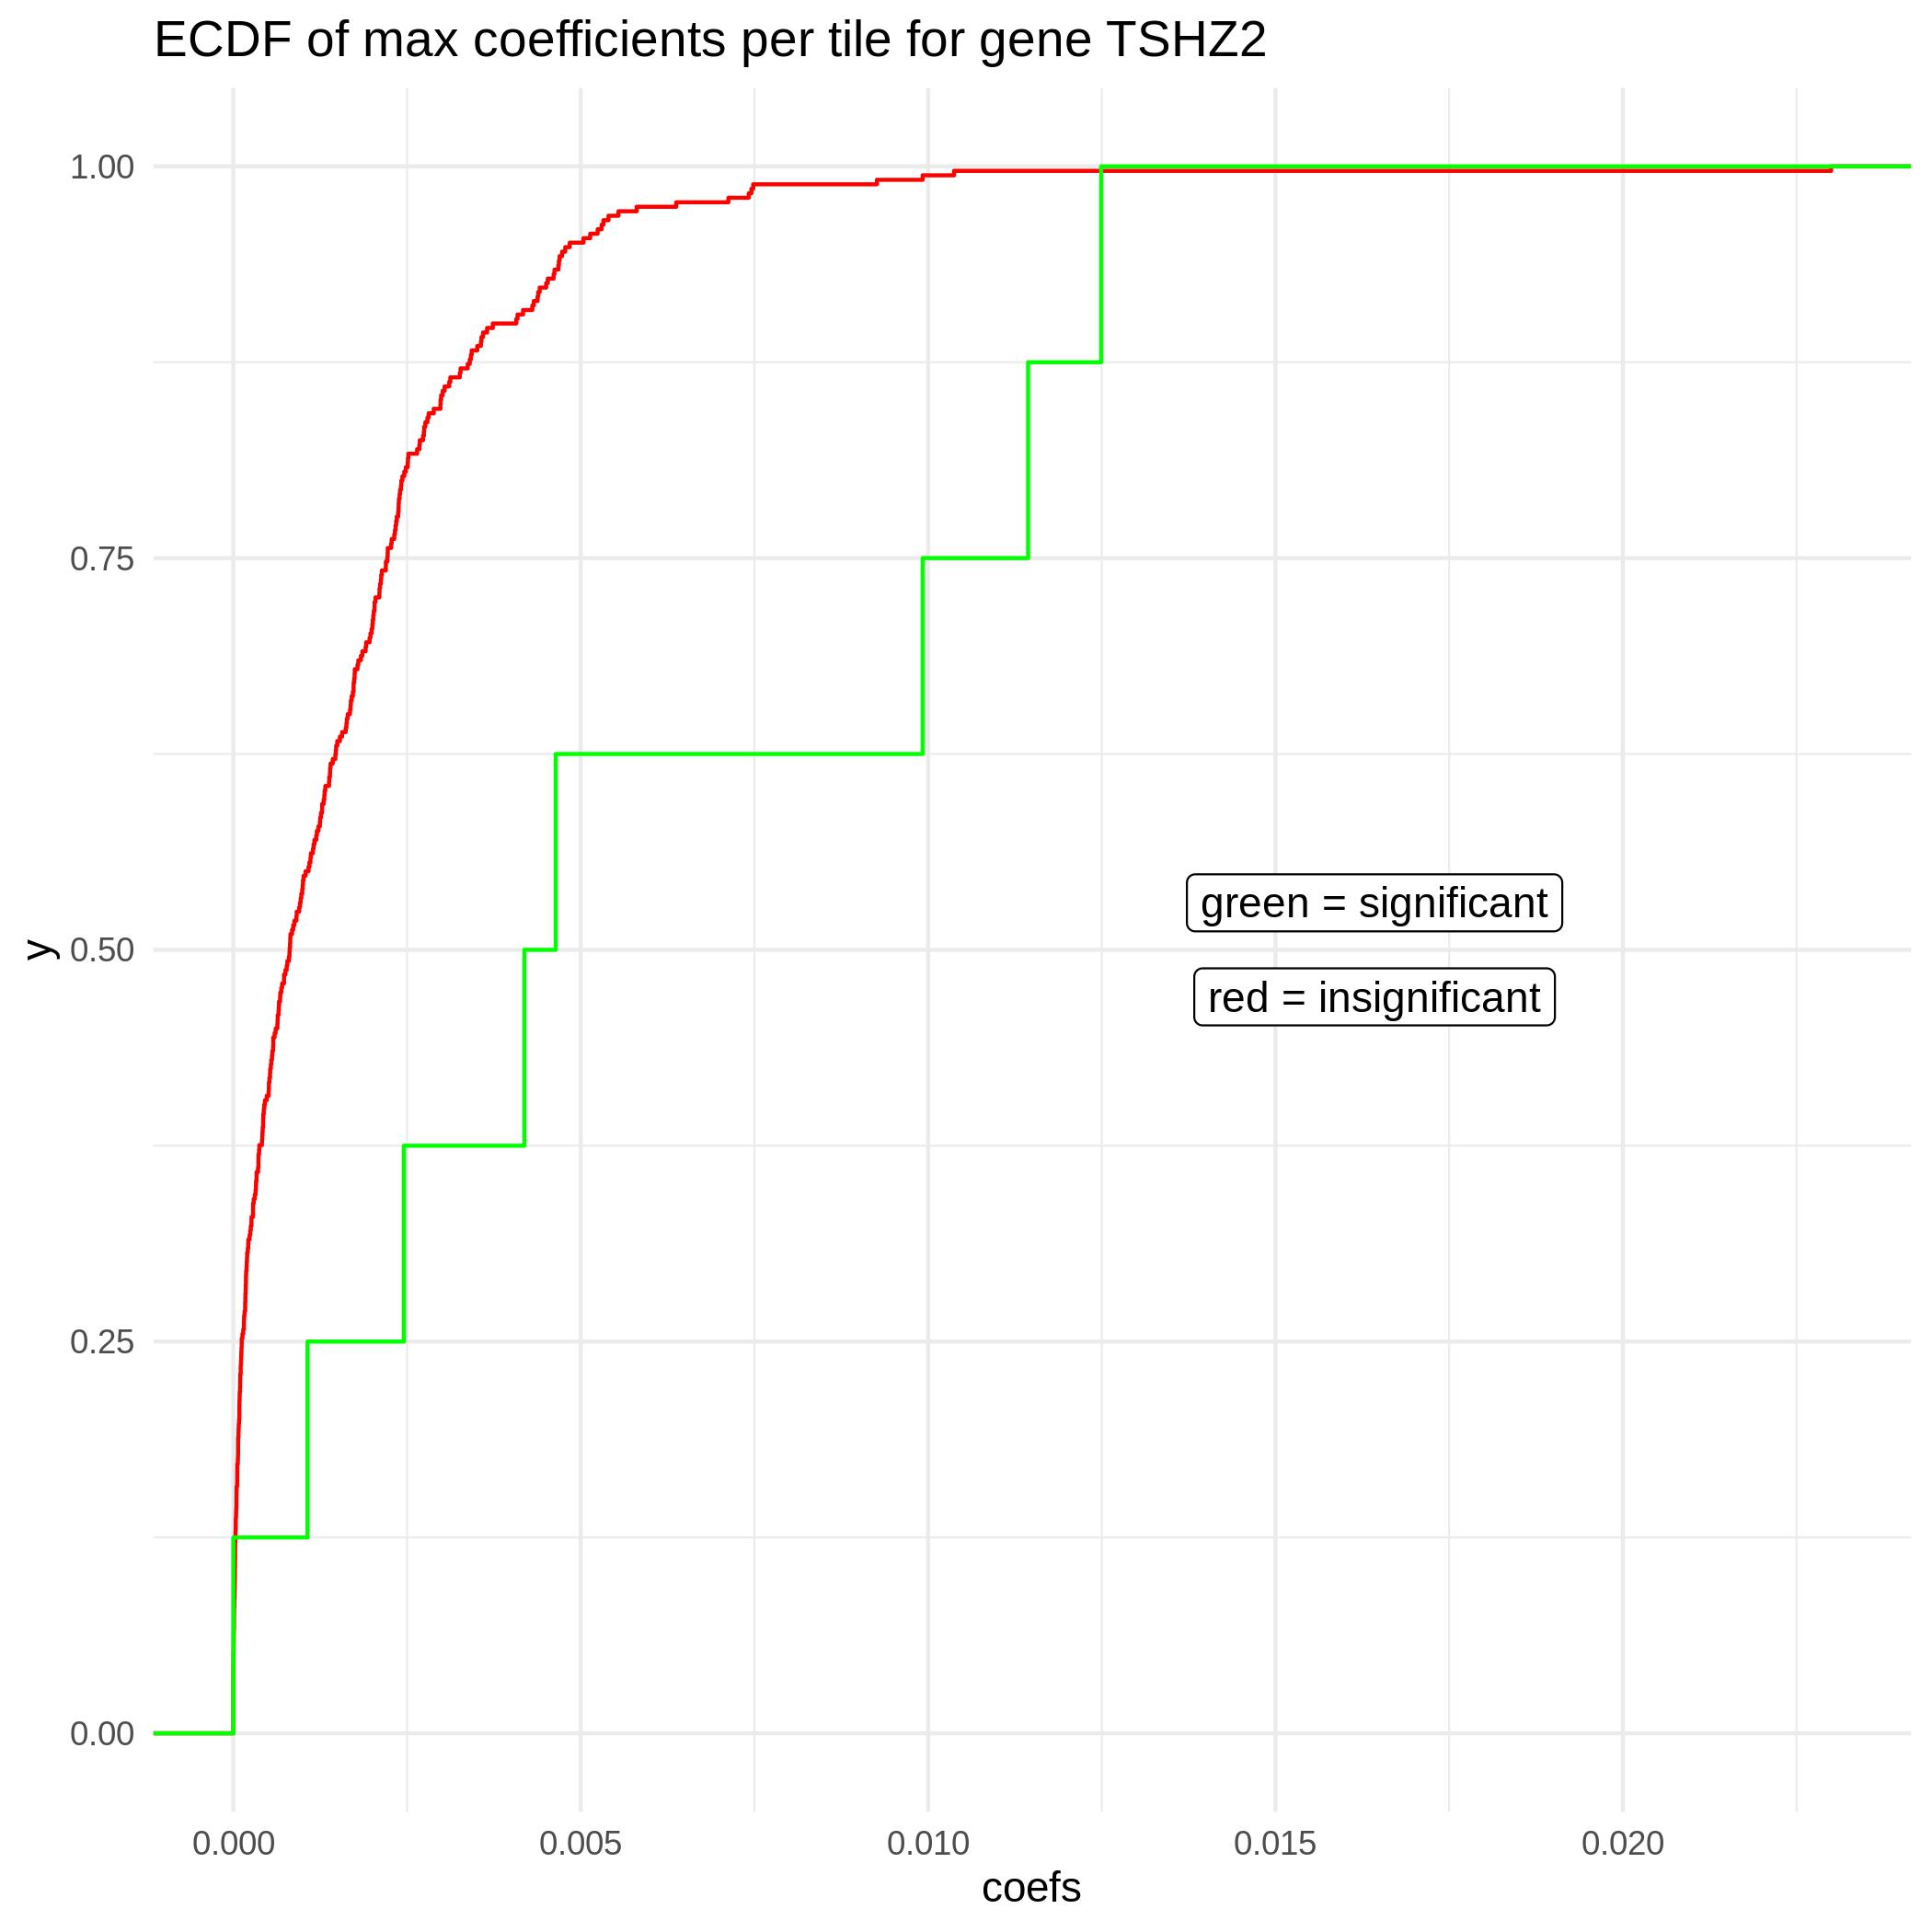 ECDF of max coefficients per tile for gene TSHZ2
1.00
0.75
0.50
0.25
0.00
y
green = significant
red = insignificant
0.000 0.005 0.010 0.015 0.020
coefs